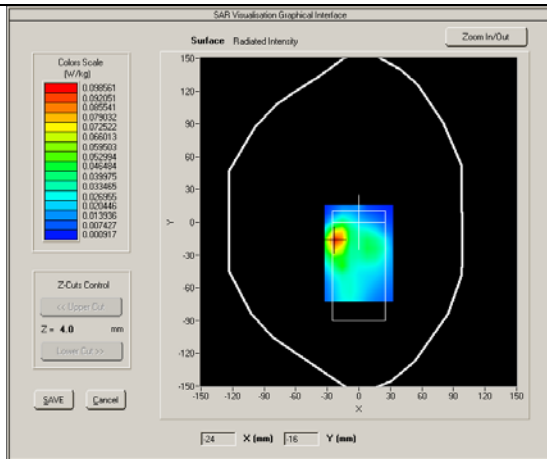 SAR Visualisation Graphical Interface
Surface Radiated Intensity
Zoom In/Out
Colors Scale
(W/kg)
0.098561
0.092051
0.085541
0.079032
0.072522
0.066013
0.059503
0.052994
0.046484
0.039975
0.033465
0.026955
0.020446
0.013936
0.007427
0.000917
Z-Cuts Control
<< Upper Cut
Z = 4.0 mm
Lower Cut >>
SAVE
Cancel
150
120
90
60
30
0
-30
-60
-90
-120
-150
Y
-150 -120 -90 -60 -30 0 30 60 90 120 150
X
-24 X (mm) -16 Y (mm)